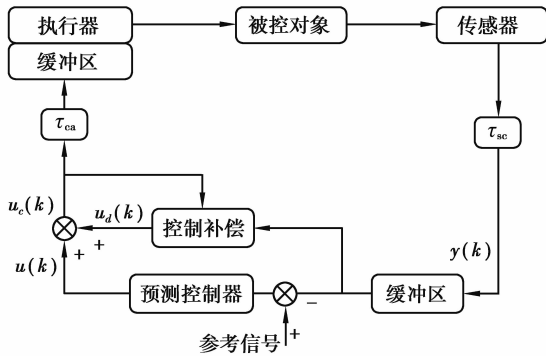 执行器
被控对象
传感器
缓冲区
τca
τsc
uc(k)
ud(k)
控制补偿
+
+
y(k)
u(k)
预测控制器
−
缓冲区
参考信号
+